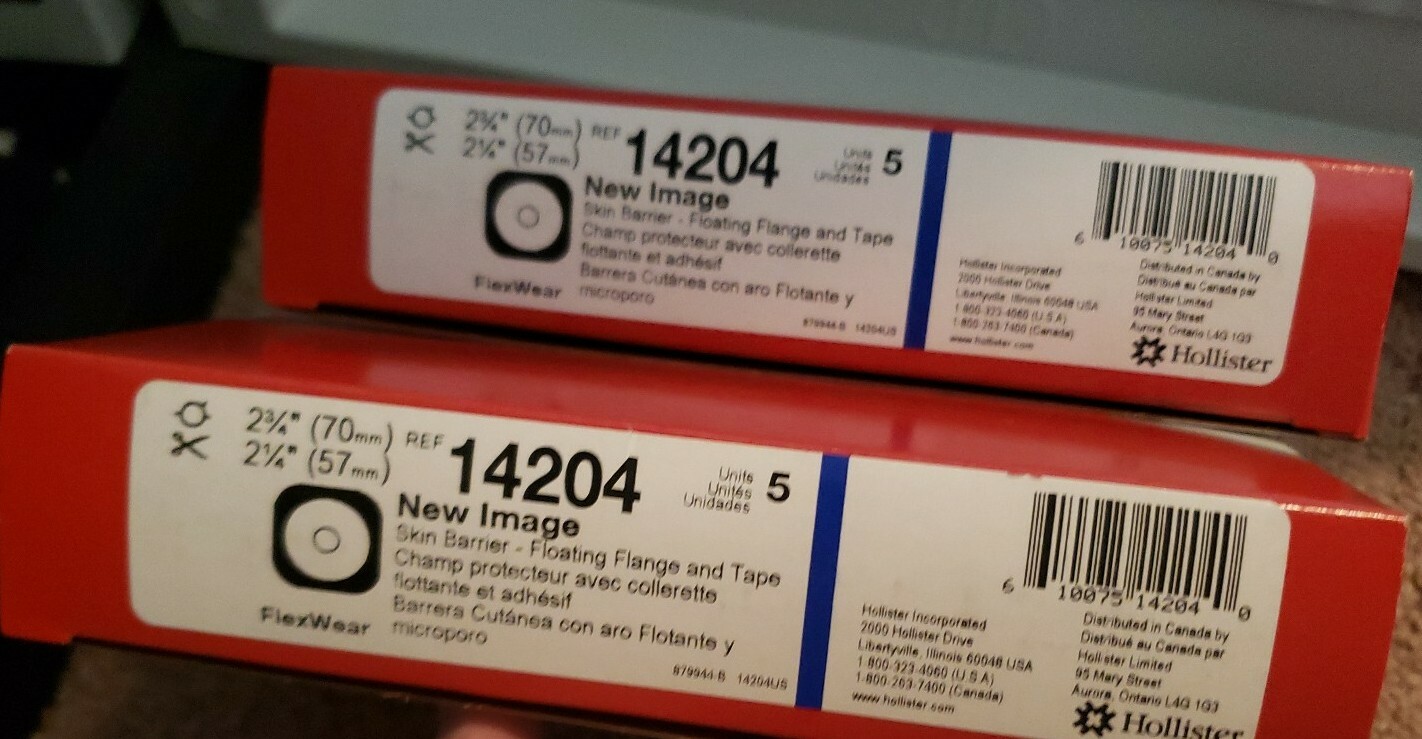 2¾" (70mm)
2¼" (57mm)
REF 14204
Units
Unités
Unidades
5
New Image
Skin Barrier - Floating Flange and Tape
Champ protecteur avec collerette
flottante et adhésif
Barrera Cutánea con aro Flotante y
microporo
FlexWear
879944-B 14204US
6 10075 14204 0
Hollister Incorporated
2000 Hollister Drive
Libertyville, Illinois 60048 USA
1-800-323-4060 (U.S.A)
1-800-263-7400 (Canada)
www.hollister.com
Distributed in Canada by
Distribué au Canada par
Hollister Limited
95 Mary Street
Aurora, Ontario L4G 1G3
Hollister
2¾" (70mm)
2¼" (57mm)
REF 14204
Units
Unités
Unidades
5
New Image
Skin Barrier - Floating Flange and Tape
Champ protecteur avec collerette
flottante et adhésif
Barrera Cutánea con aro Flotante y
microporo
FlexWear
879944-B 14204US
6 10075 14204 0
Hollister Incorporated
2000 Hollister Drive
Libertyville, Illinois 60048 USA
1-800-323-4060 (U.S.A)
1-800-263-7400 (Canada)
www.hollister.com
Distributed in Canada by
Distribué au Canada par
Hollister Limited
95 Mary Street
Aurora, Ontario L4G 1G3
Hollister